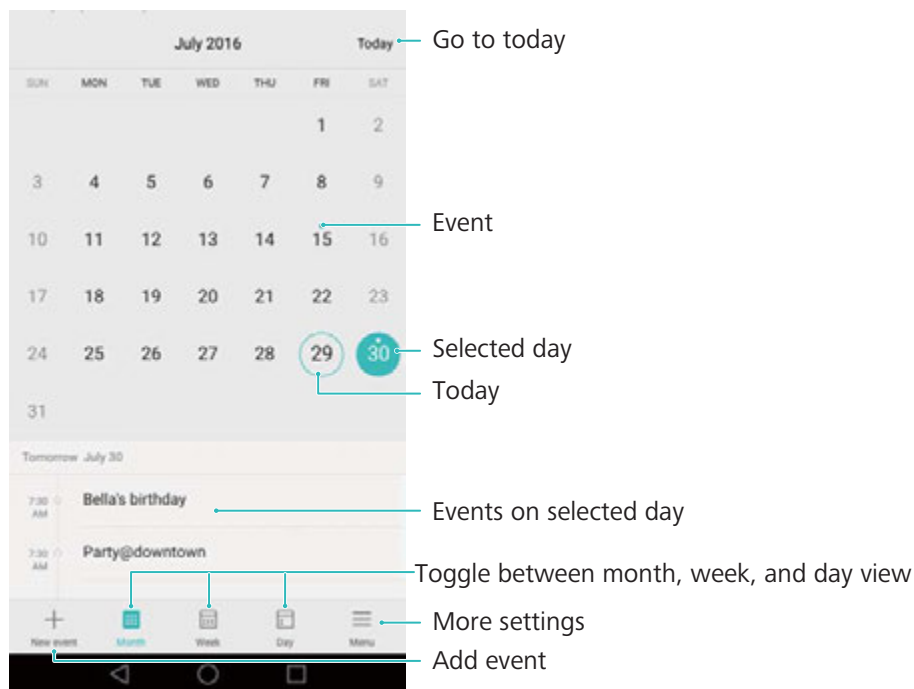 July 2016 Today Go to today
SUN MON TUE WED THU FRI SAT
1 2
3 4 5 6 7 8 9
Event
10 11 12 13 14 15 16
17 18 19 20 21 22 23
Selected day
24 25 26 27 28 29 30
Today
31
Tomorrow July 30
7:30 AM Bella's birthday
Events on selected day
7:30 AM Party@downtown
Toggle between month, week, and day view
More settings
New event Month Week Day Menu
Add event